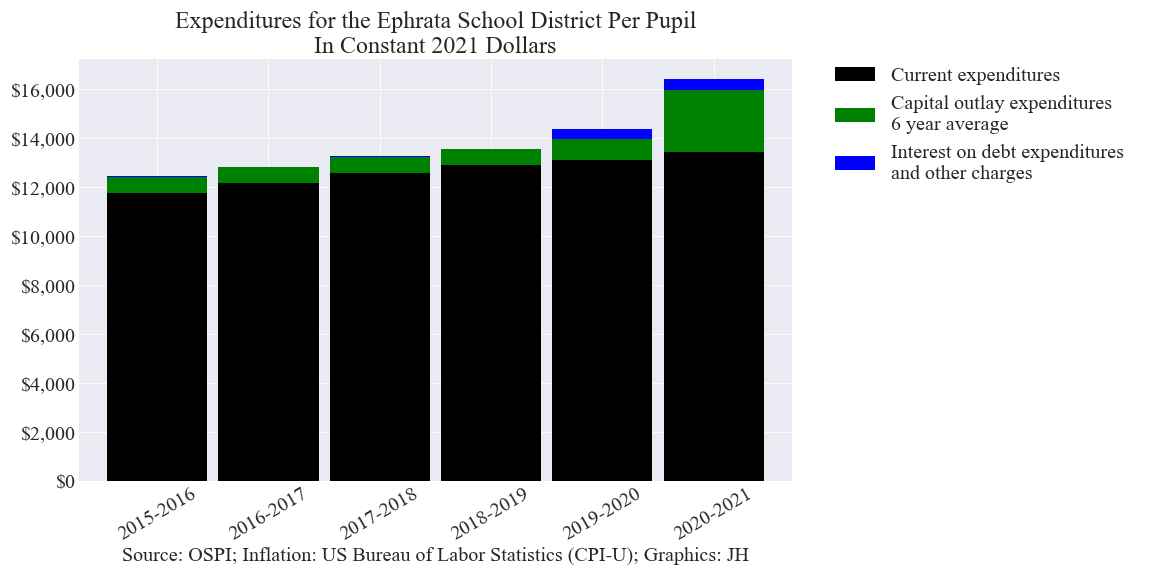 Expenditures for the Ephrata School District Per Pupil
In Constant 2021 Dollars
$16,000
$14,000
$12,000
$10,000
$8,000
$6,000
$4,000
$2,000
$0
2015-2016
2016-2017
2017-2018
2018-2019
2019-2020
2020-2021
Source: OSPI; Inflation: US Bureau of Labor Statistics (CPI-U); Graphics: JH
Current expenditures
Capital outlay expenditures
6 year average
Interest on debt expenditures
and other charges